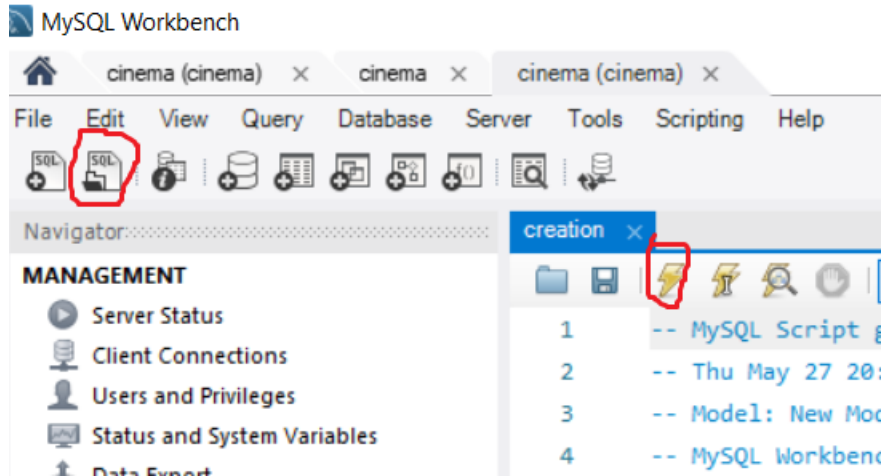 MySQL Workbench
cinema (cinema) cinema cinema (cinema)
File Edit View Query Database Server Tools Scripting Help
SQL SQL
Navigator
creation
MANAGEMENT
Server Status
Client Connections
Users and Privileges
Status and System Variables
Data Export
1 -- MySQL Script g
2 -- Thu May 27 20:
3 -- Model: New Mod
4 -- MySQL Workbenc